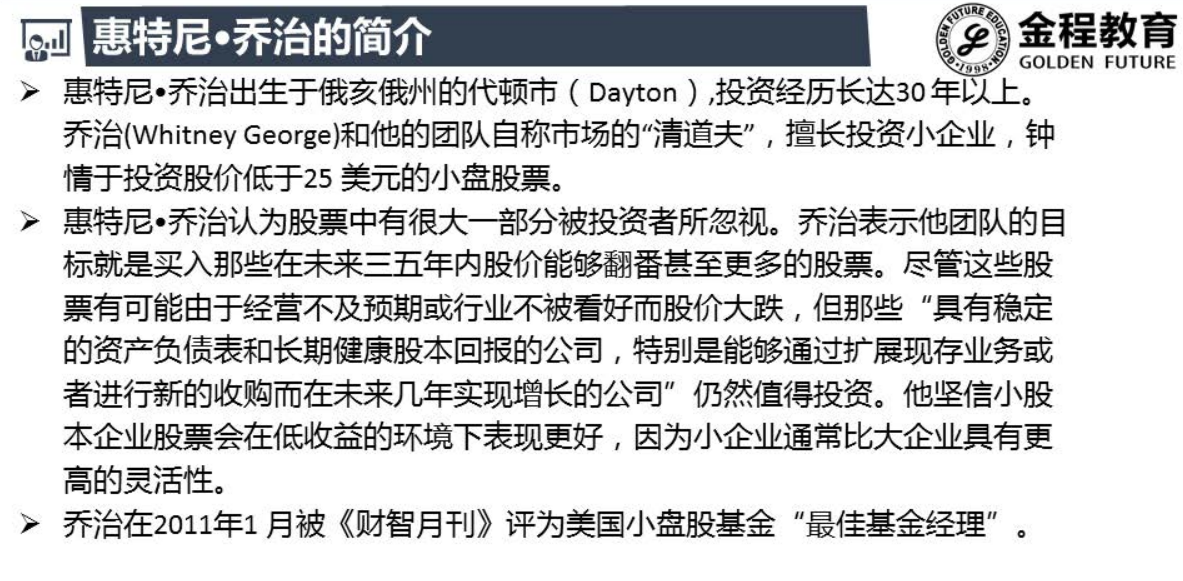 惠特尼•乔治的简介
GOLDEN FUTURE EDUCATION
•1998•
金程教育
GOLDEN FUTURE
➢ 惠特尼•乔治出生于俄亥俄州的代顿市（Dayton）,投资经历长达30年以上。
乔治(Whitney George)和他的团队自称市场的“清道夫”，擅长投资小企业，钟
情于投资股价低于25 美元的小盘股票。
➢ 惠特尼•乔治认为股票中有很大一部分被投资者所忽视。乔治表示他团队的目
标就是买入那些在未来三五年内股价能够翻番甚至更多的股票。尽管这些股
票有可能由于经营不及预期或行业不被看好而股价大跌，但那些“具有稳定
的资产负债表和长期健康股本回报的公司，特别是能够通过扩展现存业务或
者进行新的收购而在未来几年实现增长的公司”仍然值得投资。他坚信小股
本企业股票会在低收益的环境下表现更好，因为小企业通常比大企业具有更
高的灵活性。
➢ 乔治在2011年1 月被《财智月刊》评为美国小盘股基金“最佳基金经理”。